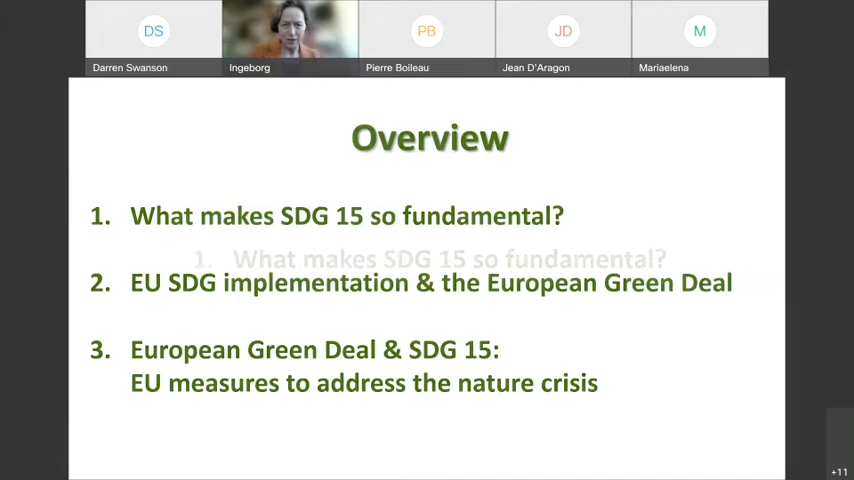 DS
PB
JD
M
Darren Swanson
Ingeborg
Pierre Boileau
Jean D'Aragon
Mariaelena
Overview
1. What makes SDG 15 so fundamental?
1. What makes SDG 15 so fundamental?
2. EU SDG implementation & the European Green Deal
3. European Green Deal & SDG 15:
EU measures to address the nature crisis
+11